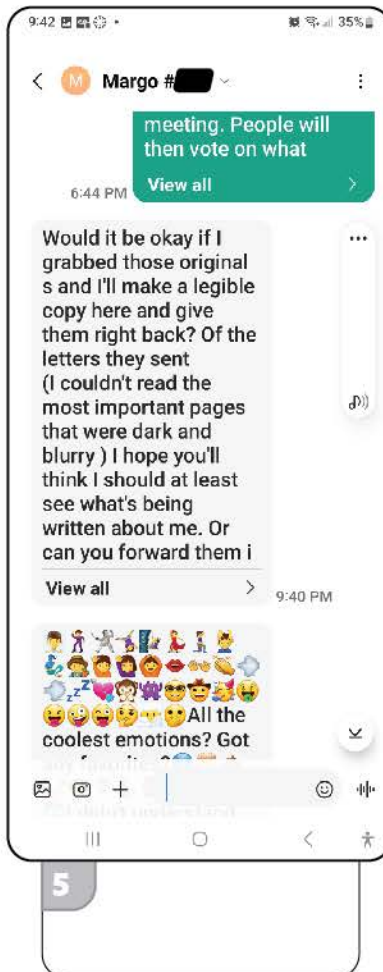 9:42
35%
M Margo #
meeting. People will
then vote on what
View all
6:44 PM
Would it be okay if I
grabbed those original
s and I'll make a legible
copy here and give
them right back? Of the
letters they sent
(I couldn't read the
most important pages
that were dark and
blurry ) I hope you'll
think I should at least
see what's being
written about me. Or
can you forward them i
View all
9:40 PM
All the
coolest emotions? Got
5